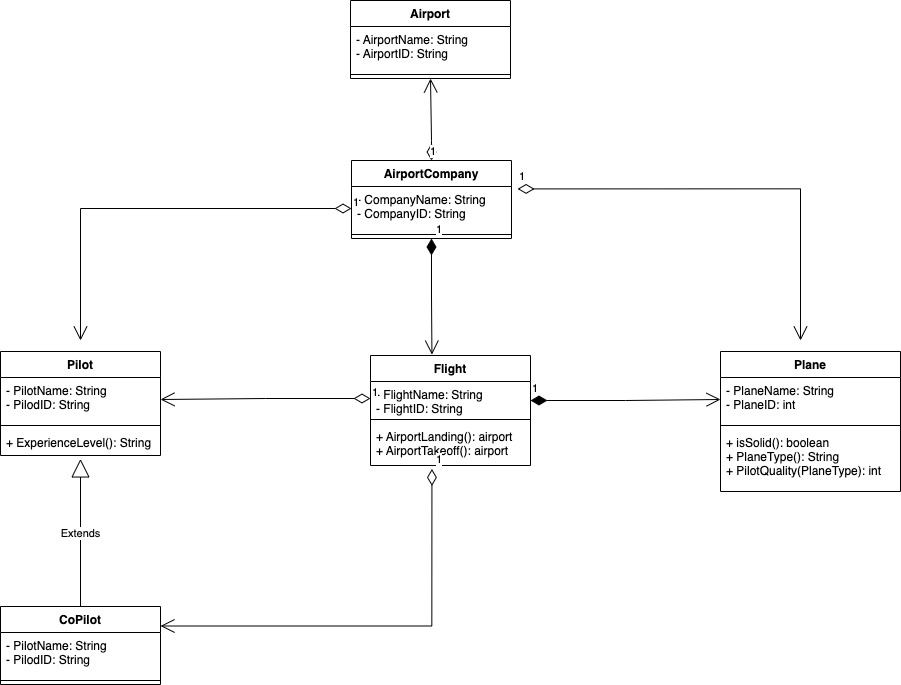 Airport
- AirportName: String
- AirportID: String
1
AirportCompany
1
- CompanyName: String
1
- CompanyID: String
1
Pilot
- PilotName: String
- PilodID: String
+ ExperienceLevel(): String
Flight
1
- FlightName: String
- FlightID: String
+ AirportLanding(): airport
+ AirportTakeoff(): airport
1
1
Plane
- PlaneName: String
- PlaneID: int
+ isSolid(): boolean
+ PlaneType(): String
+ PilotQuality(PlaneType): int
Extends
CoPilot
- PilotName: String
- PilodID: String